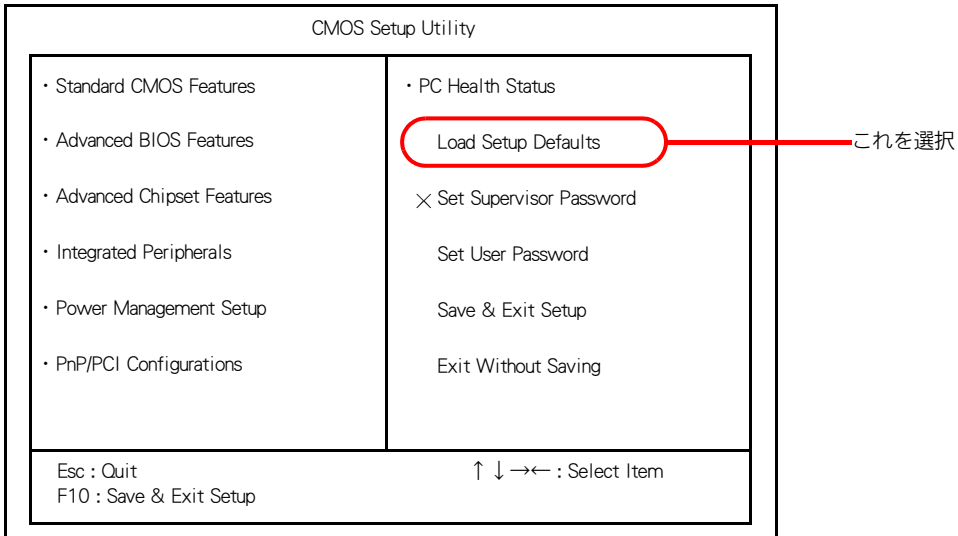 CMOS Setup Utility
・Standard CMOS Features
・Advanced BIOS Features
・Advanced Chipset Features
・Integrated Peripherals
・Power Management Setup
・PnP/PCI Configurations
・PC Health Status
Load Setup Defaults
×Set Supervisor Password
Set User Password
Save & Exit Setup
Exit Without Saving
これを選択
Esc : Quit
F10 : Save & Exit Setup
↑↓→← : Select Item